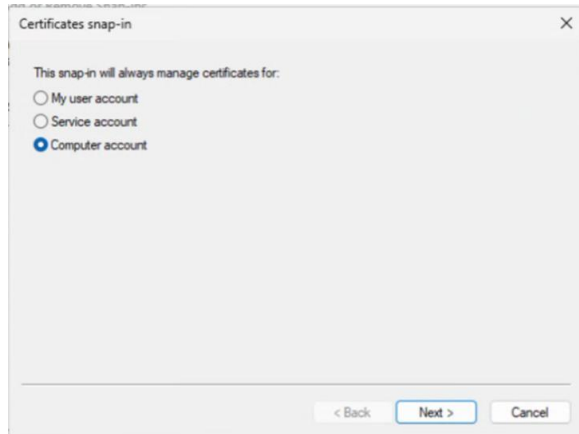 Certificates snap-in
This snap-in will always manage certificates for:
My user account
Service account
Computer account
< Back
Next >
Cancel